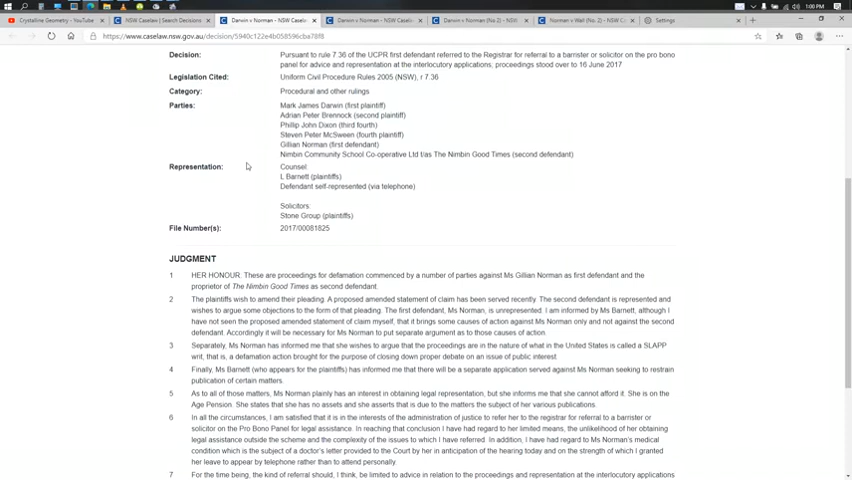 Crystalline Geometry - YouTube
NSW Caselaw | Search Decisions
Darwin v Norman - NSW Caselaw
Darwin v Norman - NSW Caselaw
Darwin v Norman (No 2) - NSW
Norman v Wall (No. 2) - NSW C
Settings
1:00 PM
https://www.caselaw.nsw.gov.au/decision/5940c122e4b058596cba78f8
Decision: Pursuant to rule 7.36 of the UCPR first defendant referred to the Registrar for referral to a barrister or solicitor on the pro bono
panel for advice and representation at the interlocutory applications; proceedings stood over to 16 June 2017
Legislation Cited: Uniform Civil Procedure Rules 2005 (NSW), r 7.36
Category: Procedural and other rulings
Parties: Mark James Darwin (first plaintiff)
Adrian Peter Brennock (second plaintiff)
Phillip John Dixon (third fourth)
Steven Peter McSween (fourth plaintiff)
Gillian Norman (first defendant)
Nimbin Community School Co-operative Ltd t/as The Nimbin Good Times (second defendant)
Representation: Counsel:
L Barnett (plaintiffs)
Defendant self-represented (via telephone)
Solicitors:
Stone Group (plaintiffs)
File Number(s): 2017/00081825
JUDGMENT
1 HER HONOUR: These are proceedings for defamation commenced by a number of parties against Ms Gillian Norman as first defendant and the
proprietor of The Nimbin Good Times as second defendant.
2 The plaintiffs wish to amend their pleading. A proposed amended statement of claim has been served recently. The second defendant is represented and
wishes to argue some objections to the form of that pleading. The first defendant, Ms Norman, is unrepresented. I am informed by Ms Barnett, although I
have not seen the proposed amended statement of claim myself, that it brings some causes of action against Ms Norman only and not against the second
defendant. Accordingly it will be necessary for Ms Norman to put separate argument as to those causes of action.
3 Separately, Ms Norman has informed me that she wishes to argue that the proceedings are in the nature of what in the United States is called a SLAPP
writ, that is, a defamation action brought for the purpose of closing down proper debate on an issue of public interest.
4 Finally, Ms Barnett (who appears for the plaintiffs) has informed me that there will be a separate application served against Ms Norman seeking to restrain
publication of certain matters.
5 As to all of those matters, Ms Norman plainly has an interest in obtaining legal representation, but she informs me that she cannot afford it. She is on the
Age Pension. She states that she has no assets and she asserts that is due to the matters the subject of her various publications.
6 In all the circumstances, I am satisfied that it is in the interests of the administration of justice to refer her to the registrar for referral to a barrister or
solicitor on the Pro Bono Panel for legal assistance. In reaching that conclusion I have had regard to her limited means, the unlikelihood of her obtaining
legal assistance outside the scheme and the complexity of the issues to which I have referred. In addition, I have had regard to Ms Norman's medical
condition which is the subject of a doctor's letter provided to the Court by her in anticipation of the hearing today and on the strength of which I granted
her leave to appear by telephone rather than to attend personally.
7 For the time being, the kind of referral should, I think, be limited to advice in relation to the proceedings and representation at the interlocutory applications